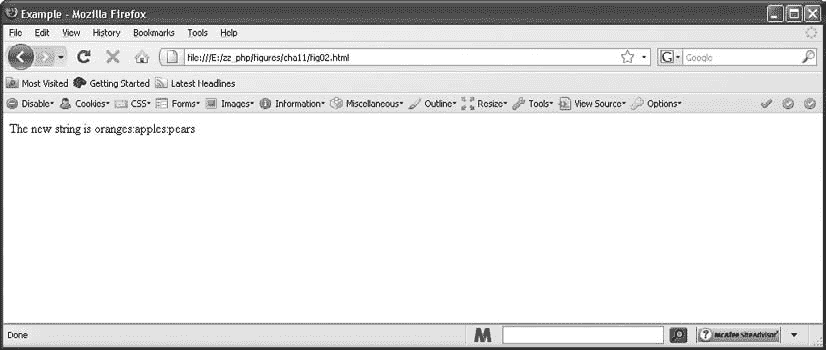 Example - Mozilla Firefox
File Edit View History Bookmarks Tools Help
file:///E:/zz_php/figures/cha11/fig02.html
G Google
Most Visited Getting Started Latest Headlines
Disable Cookies CSS Forms Images Information Miscellaneous Outline Resize Tools View Source Options
The new string is oranges:apples:pears
Done
M
McAfee SiteAdvisor